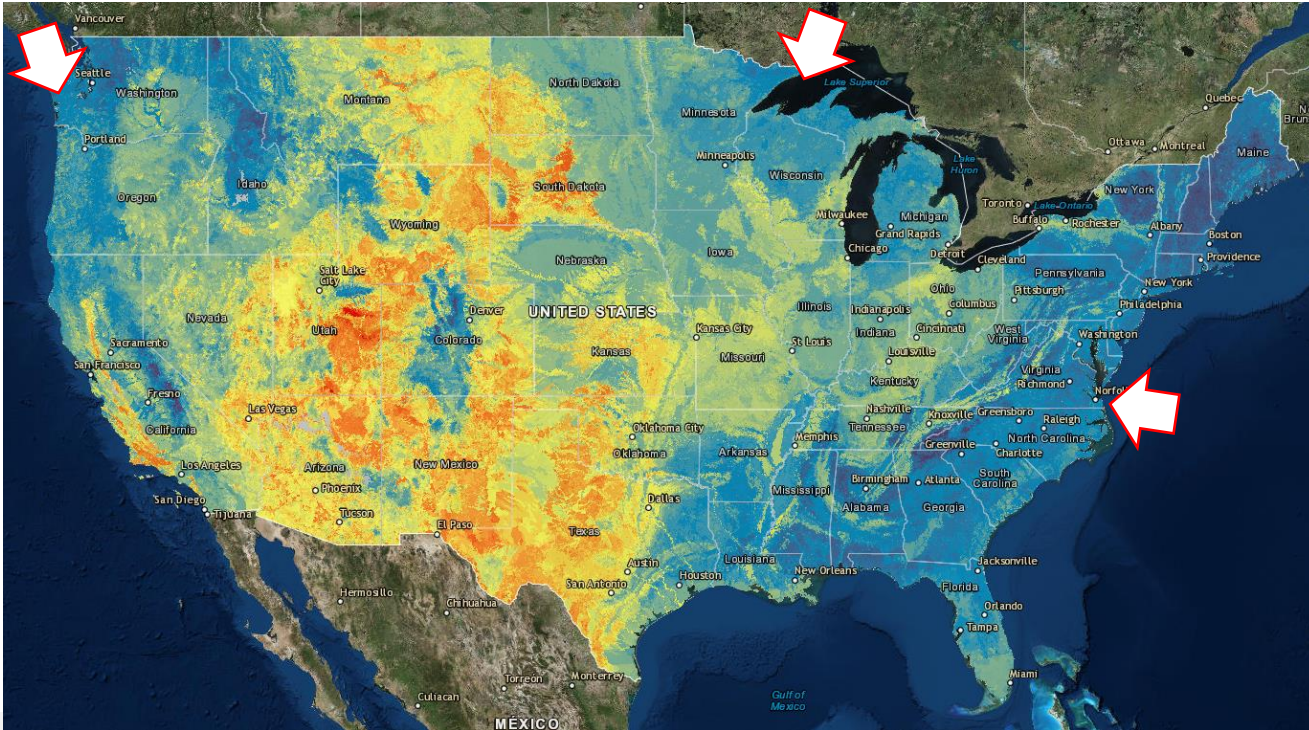 Vancouver
Seattle
Washington
Portland
Oregon
Idaho
Montana
North Dakota
Minnesota
Lake Superior
Quebec
Ottawa
Montreal
Maine
Minneapolis
South Dakota
Wisconsin
Lake
Huron
New York
Toronto
Lake Ontario
Wyoming
Milwaukee
Michigan
Buffalo
Rochester
Albany
Boston
Grand Rapids
Providence
Iowa
Chicago
Detroit
Cleveland
Nebraska
Salt Lake
City
Pennsylvania
New York
Ohio
Pittsburgh
Philadelphia
Nevada
Denver
UNITED STATES
Illinois
Indianapolis
Columbus
Utah
Colorado
Kansas City
Indiana
Cincinnati
West
Virginia
Washington
Sacramento
San Francisco
Kansas
Missouri
St Louis
Louisville
Virginia
Richmond
Kentucky
Norfol
Fresno
Las Vegas
California
Nashville
Knoxville
Greensboro
Raleigh
Oklahoma City
Tennessee
North Carolina
Memphis
Greenville
Charlotte
Los Angeles
Arizona
New Mexico
Oklahoma
Arkansas
South
Carolina
Phoenix
Birmingham
Atlanta
San Diego
Tijuana
Tucson
El Paso
Dallas
Mississippi
Alabama
Georgia
Texas
Austin
Louisiana
Jacksonville
San Antonio
Houston
New Orleans
Florida
Hermosillo
Chihuahua
Orlando
Tampa
Torreón
Monterrey
Miami
Culiacan
Gulf of
Mexico
MÉXICO
N
Brun